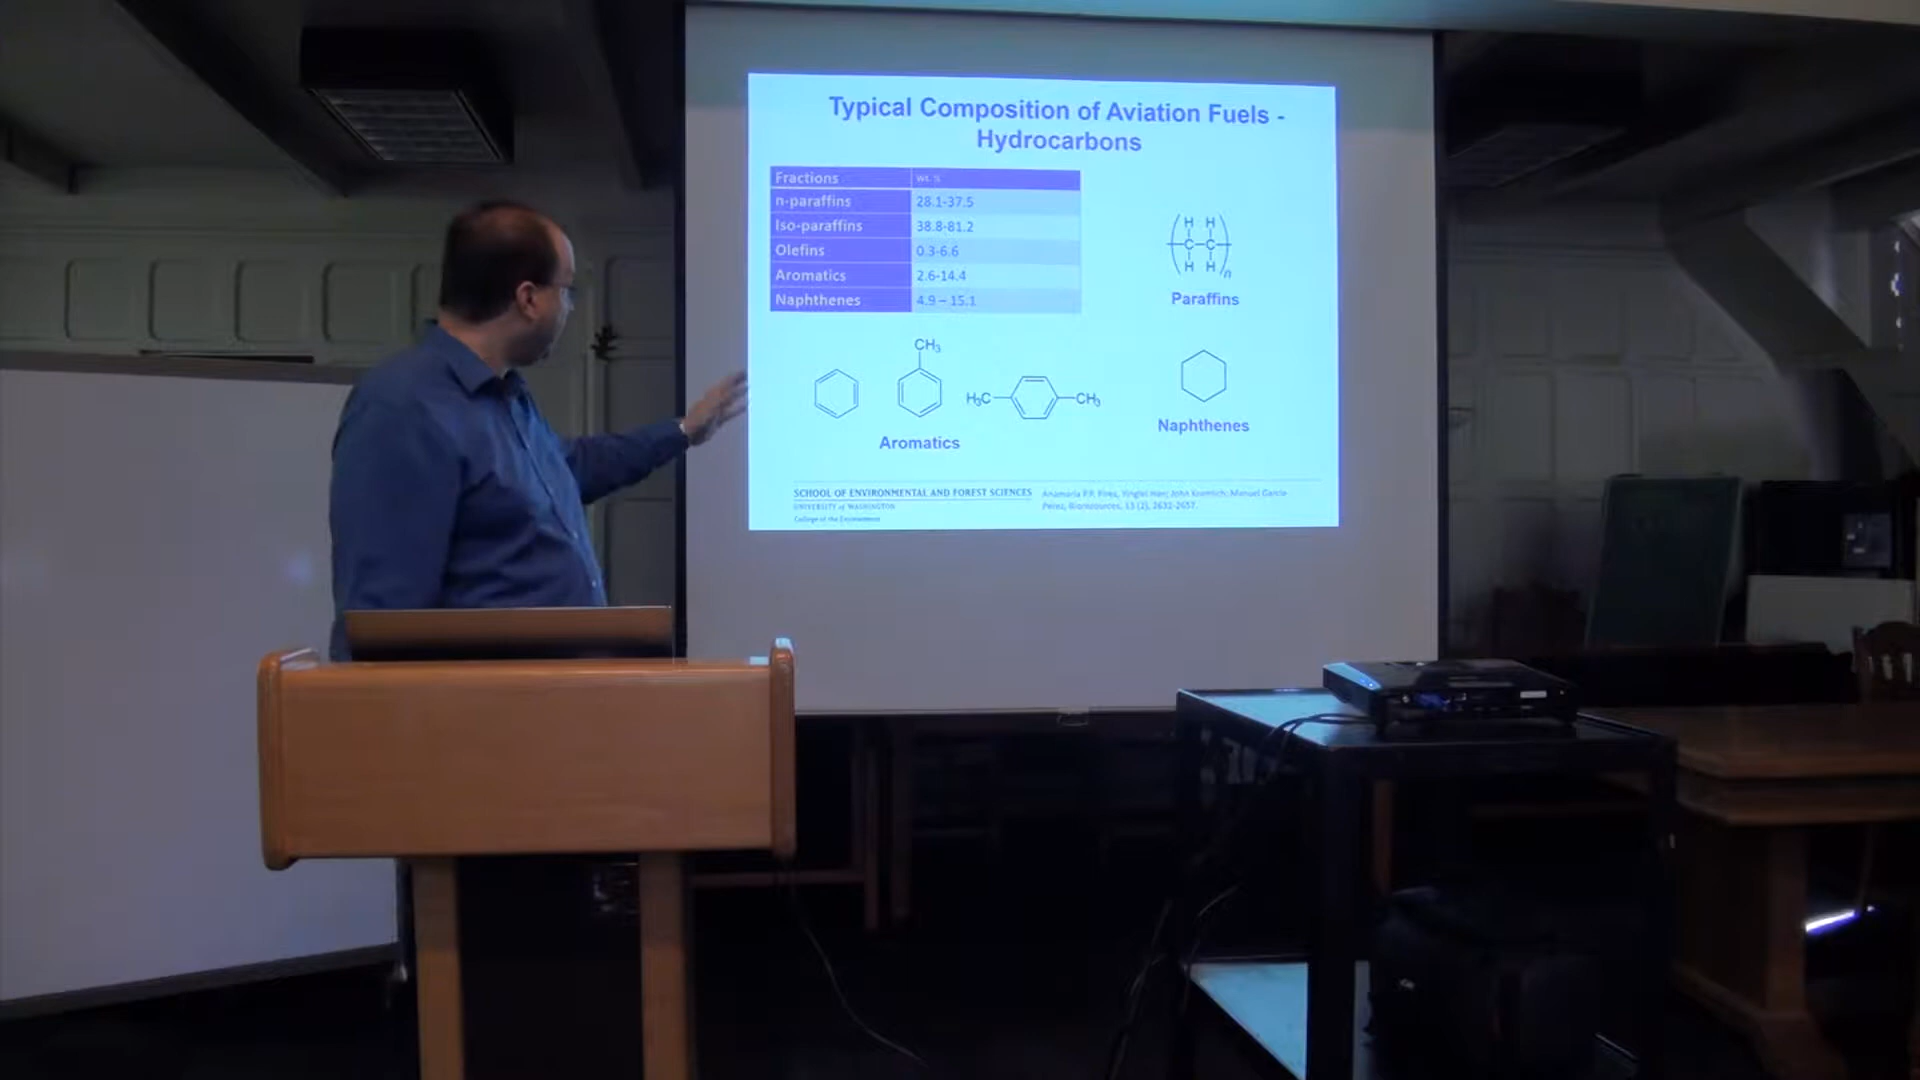 Typical Composition of Aviation Fuels -
Hydrocarbons
Fractions wt. %
n-paraffins 28.1-37.5
Iso-paraffins 38.8-81.2
Olefins 0.3-6.6
Aromatics 2.6-14.4
Naphthenes 4.9 – 15.1
H H
C C
H H n
Paraffins
CH3
H3C CH3
Aromatics
Naphthenes
SCHOOL OF ENVIRONMENTAL AND FOREST SCIENCES
UNIVERSITY of WASHINGTON
College of the Environment
Anamaria P.P. Pires, Yinglei Han; John Kramlich; Manuel Garcia-
Perez, Bioresources, 13 (2), 2631-2657.